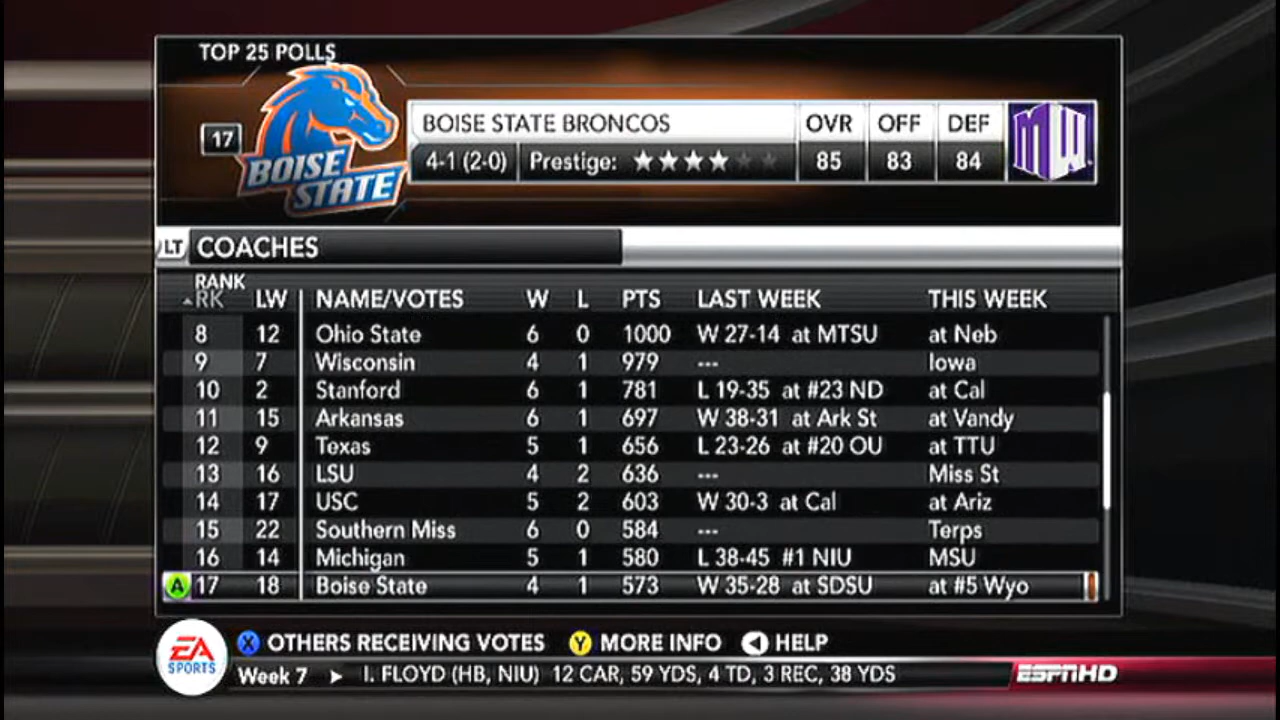 TOP 25 POLLS
17
BOISE STATE
BOISE STATE BRONCOS OVR OFF DEF
4-1 (2-0) Prestige: 85 83 84
MW
LT COACHES
RANK
RK LW NAME/VOTES W L PTS LAST WEEK THIS WEEK
8 12 Ohio State 6 0 1000 W 27-14 at MTSU at Neb
9 7 Wisconsin 4 1 979 --- Iowa
10 2 Stanford 6 1 781 L 19-35 at #23 ND at Cal
11 15 Arkansas 6 1 697 W 38-31 at Ark St at Vandy
12 9 Texas 5 1 656 L 23-26 at #20 OU at TTU
13 16 LSU 4 2 636 --- Miss St
14 17 USC 5 2 603 W 30-3 at Cal at Ariz
15 22 Southern Miss 6 0 584 --- Terps
16 14 Michigan 5 1 580 L 38-45 #1 NIU MSU
A 17 18 Boise State 4 1 573 W 35-28 at SDSU at #5 Wyo
EA SPORTS
X OTHERS RECEIVING VOTES Y MORE INFO HELP
Week 7 I. FLOYD (HB, NIU) 12 CAR, 59 YDS, 4 TD, 3 REC, 38 YDS
ESPNHD